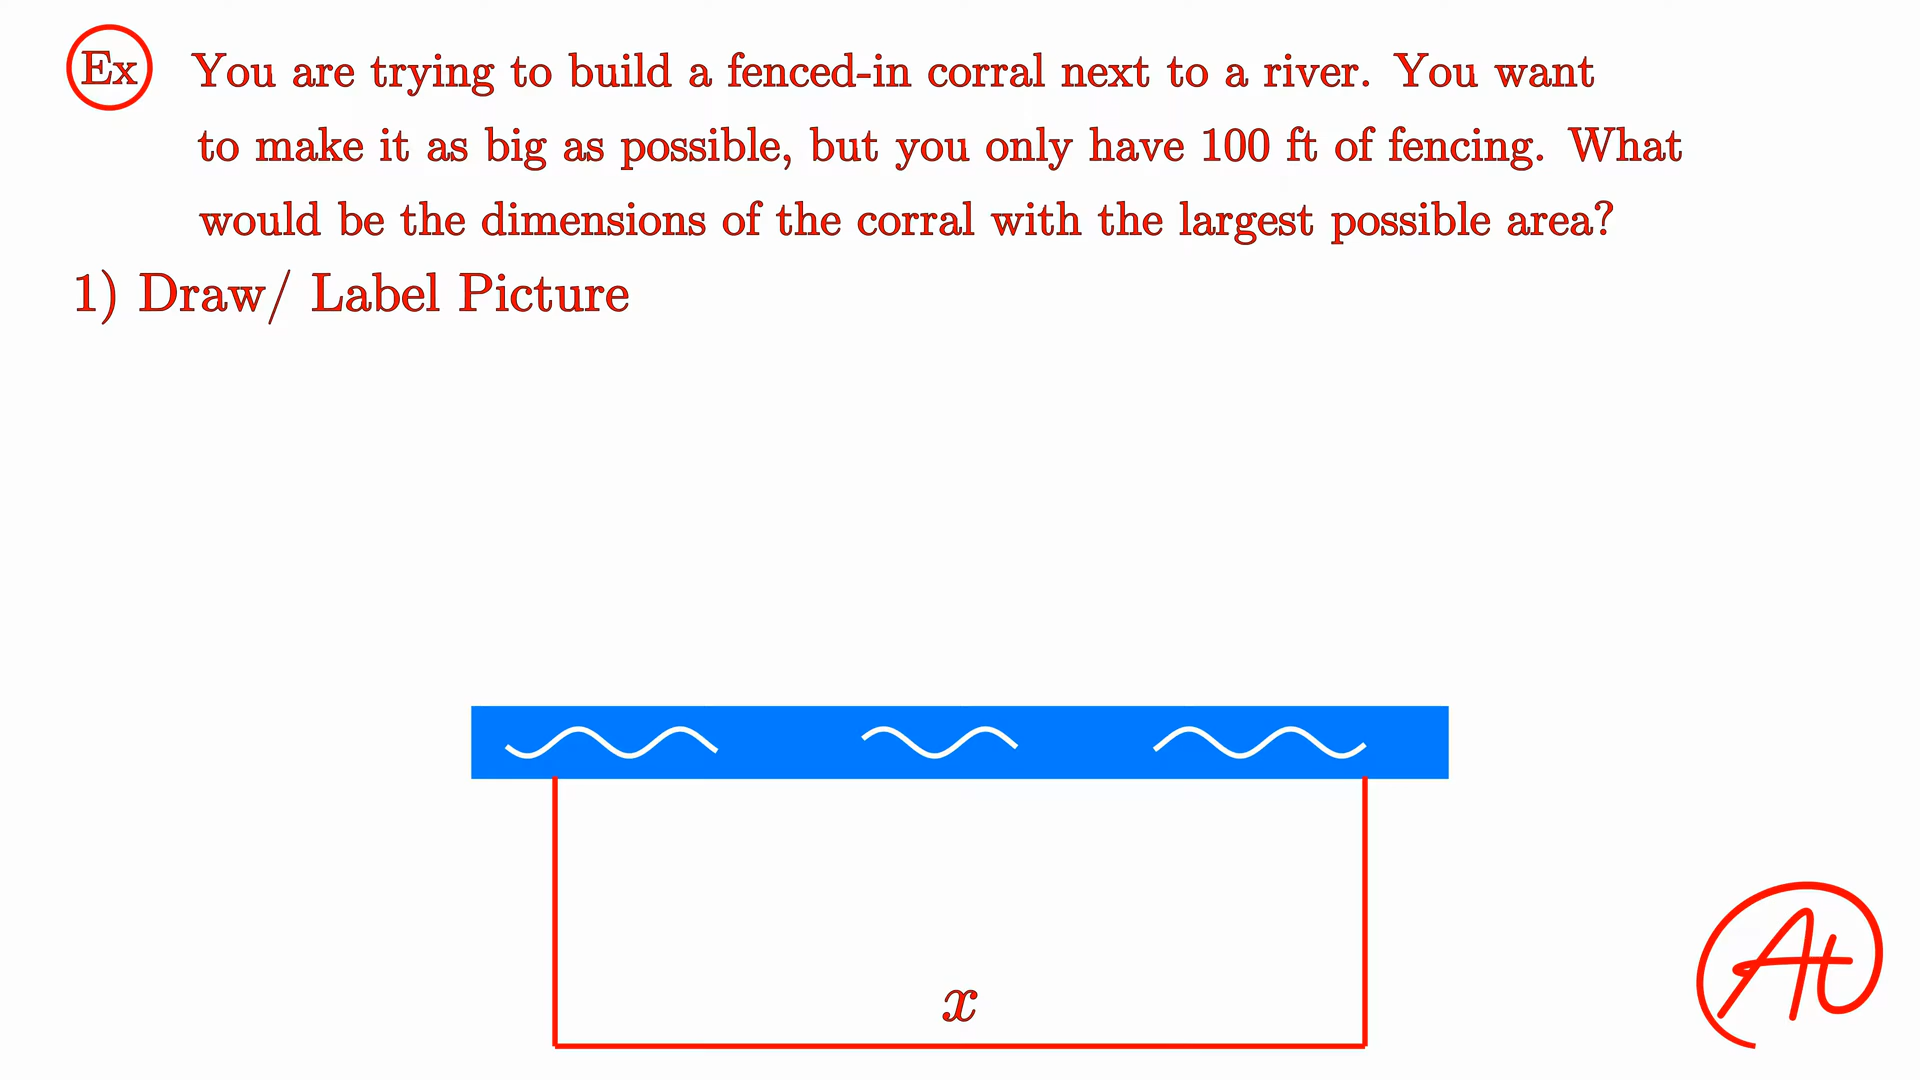 Ex You are trying to build a fenced-in corral next to a river. You want
to make it as big as possible, but you only have 100 ft of fencing. What
would be the dimensions of the corral with the largest possible area?
1) Draw/ Label Picture
x
At